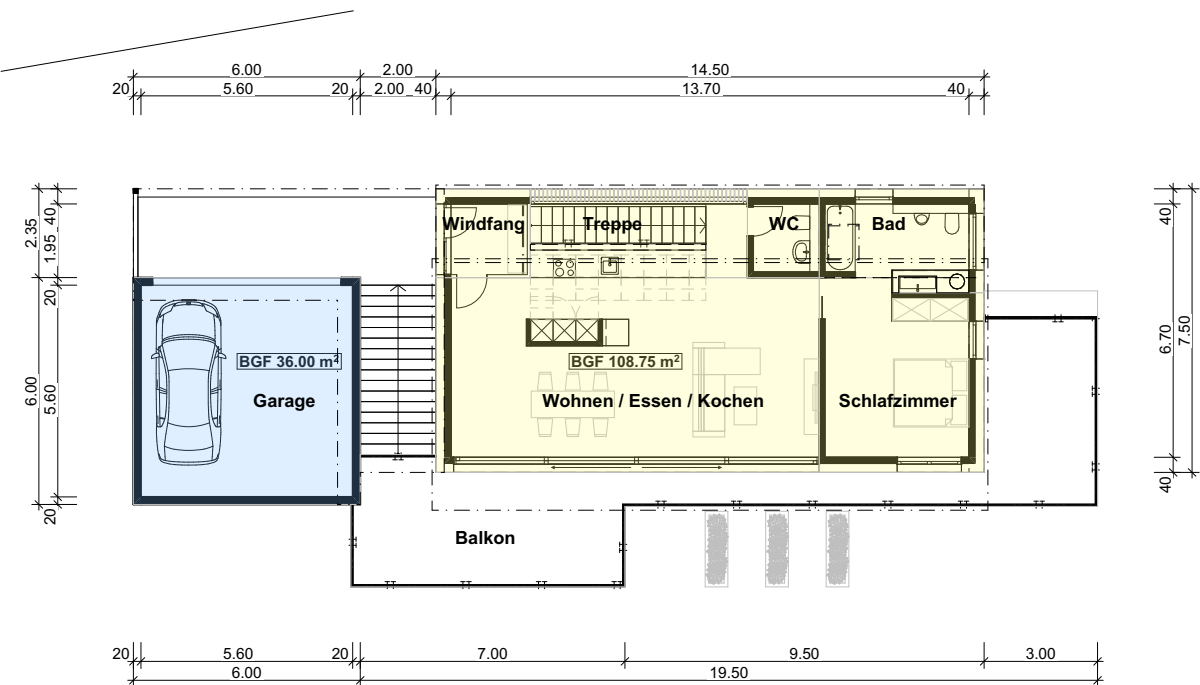 6.00 2.00 14.50
20 5.60 20 2.00 40 13.70 40
2.35
1.95 40
20
6.00
5.60
20
Windfang Treppe WC Bad
BGF 36.00 m² BGF 108.75 m²
Garage Wohnen / Essen / Kochen Schlafzimmer
Balkon
40
6.70
7.50
40
20 5.60 20 7.00 9.50 3.00
6.00 19.50